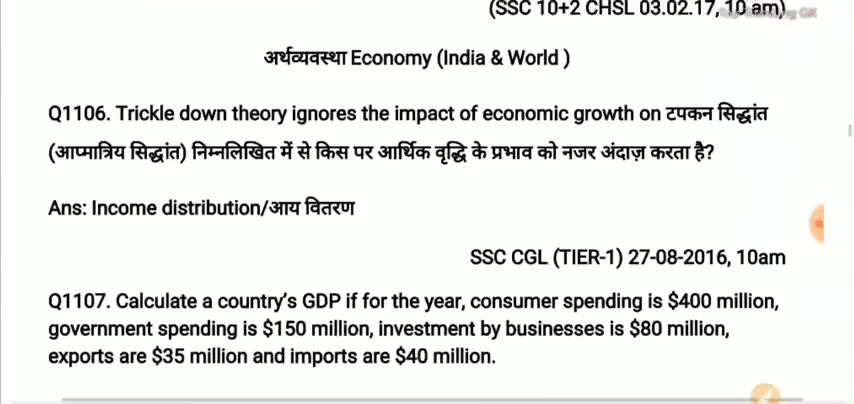 (SSC 10+2 CHSL 03.02.17, 10 am)
अर्थव्यवस्था Economy (India & World )
Q1106. Trickle down theory ignores the impact of economic growth on टपकन सिद्धांत
(आप्मात्रिय सिद्धांत) निम्नलिखित में से किस पर आर्थिक वृद्धि के प्रभाव को नजर अंदाज़ करता है?
Ans: Income distribution/आय वितरण
SSC CGL (TIER-1) 27-08-2016, 10am
Q1107. Calculate a country's GDP if for the year, consumer spending is $400 million,
government spending is $150 million, investment by businesses is $80 million,
exports are $35 million and imports are $40 million.